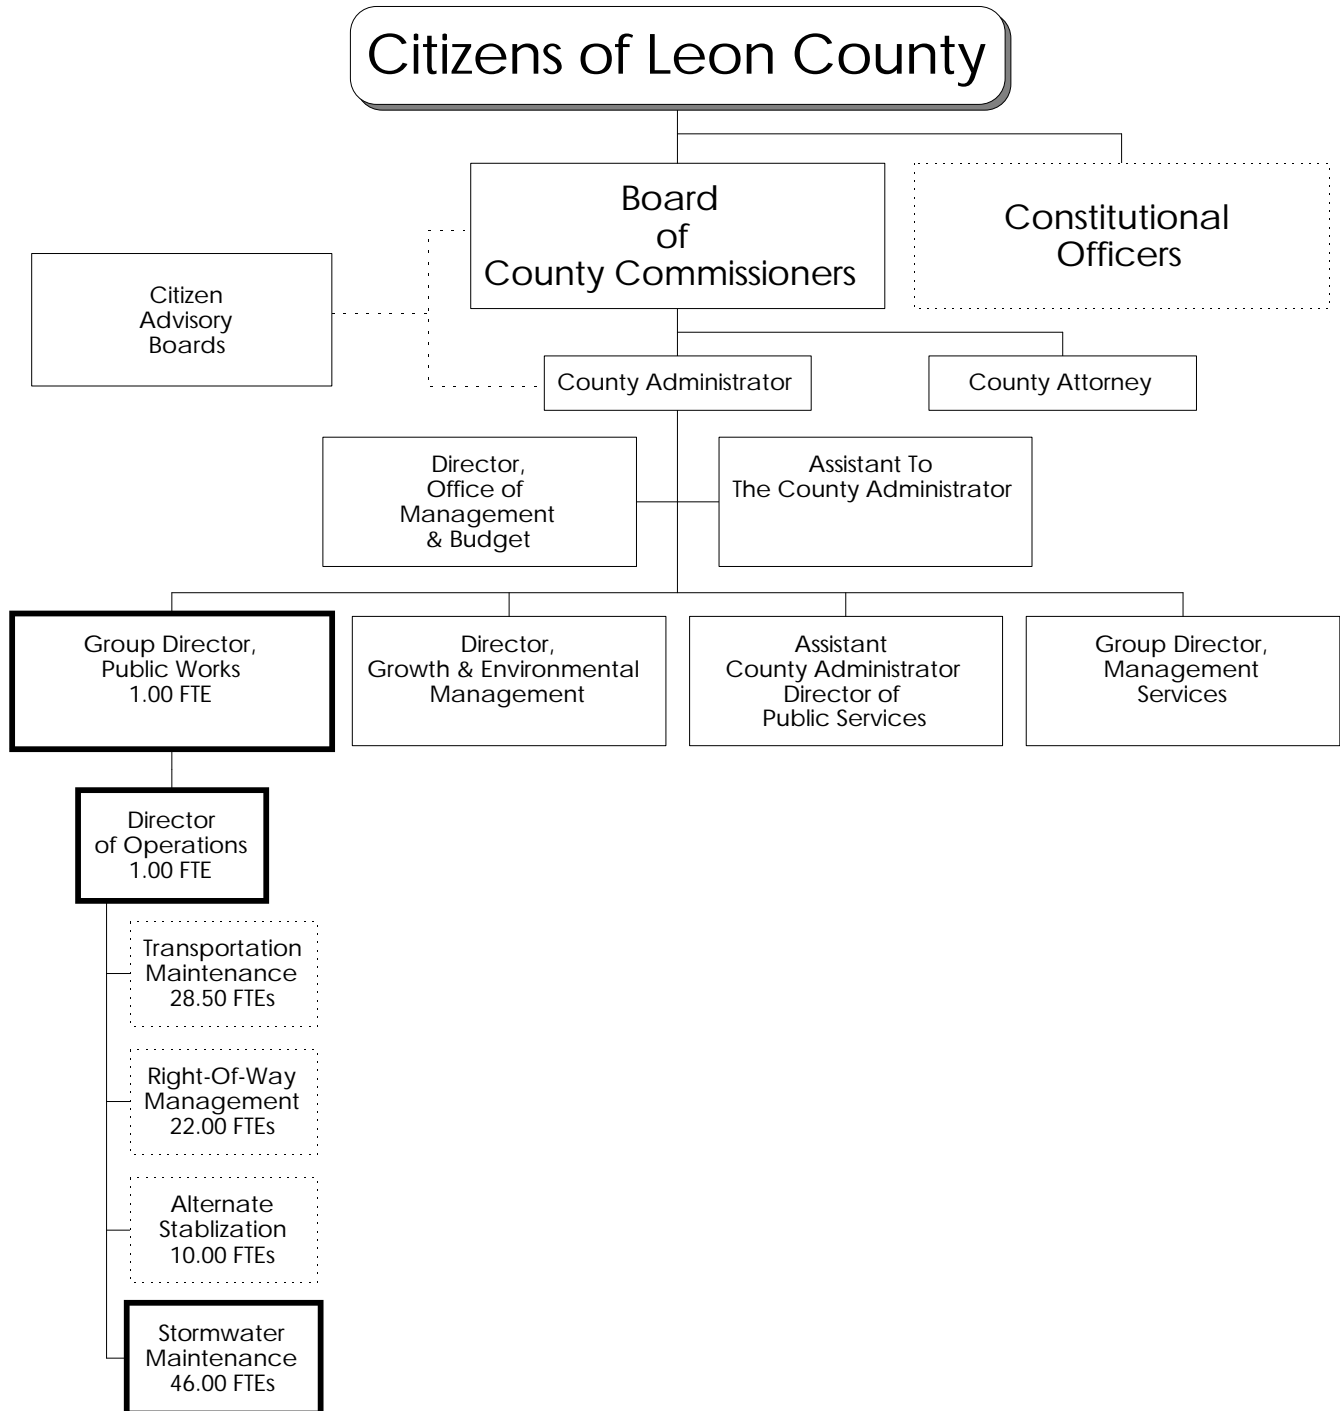 Citizens of Leon County
Board
of
County Commissioners
Constitutional
Officers
Citizen
Advisory
Boards
County Administrator
County Attorney
Director,
Office of
Management
& Budget
Assistant To
The County Administrator
Group Director,
Public Works
1.00 FTE
Director,
Growth & Environmental
Management
Assistant
County Administrator
Director of
Public Services
Group Director,
Management
Services
Director
of Operations
1.00 FTE
Transportation
Maintenance
28.50 FTEs
Right-Of-Way
Management
22.00 FTEs
Alternate
Stablization
10.00 FTEs
Stormwater
Maintenance
46.00 FTEs